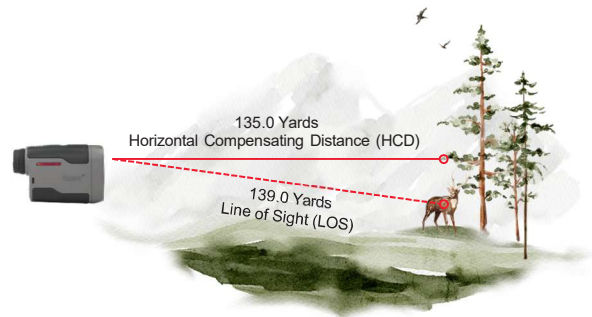 135.0 Yards
Horizontal Compensating Distance (HCD)
139.0 Yards
Line of Sight (LOS)